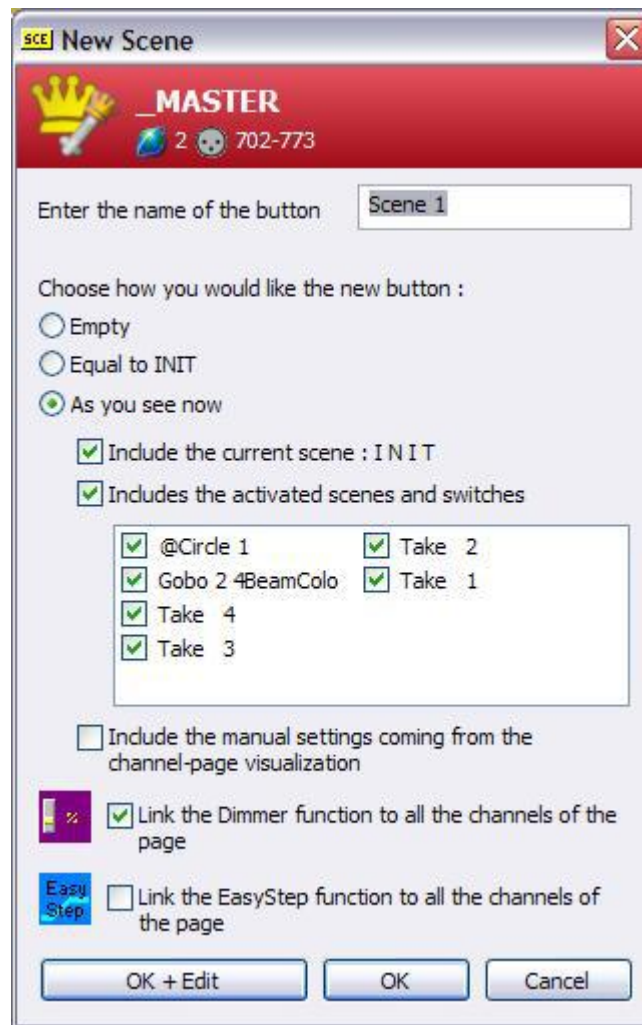 SCE New Scene
_MASTER
2 702-773
Enter the name of the button Scene 1
Choose how you would like the new button :
Empty
Equal to INIT
As you see now
Include the current scene : I N I T
Includes the activated scenes and switches
@Circle 1 Take 2
Gobo 2 4BeamColo Take 1
Take 4
Take 3
Include the manual settings coming from the
channel-page visualization
% Link the Dimmer function to all the channels of the
page
Easy
Step
Link the EasyStep function to all the channels of
the page
OK + Edit OK Cancel